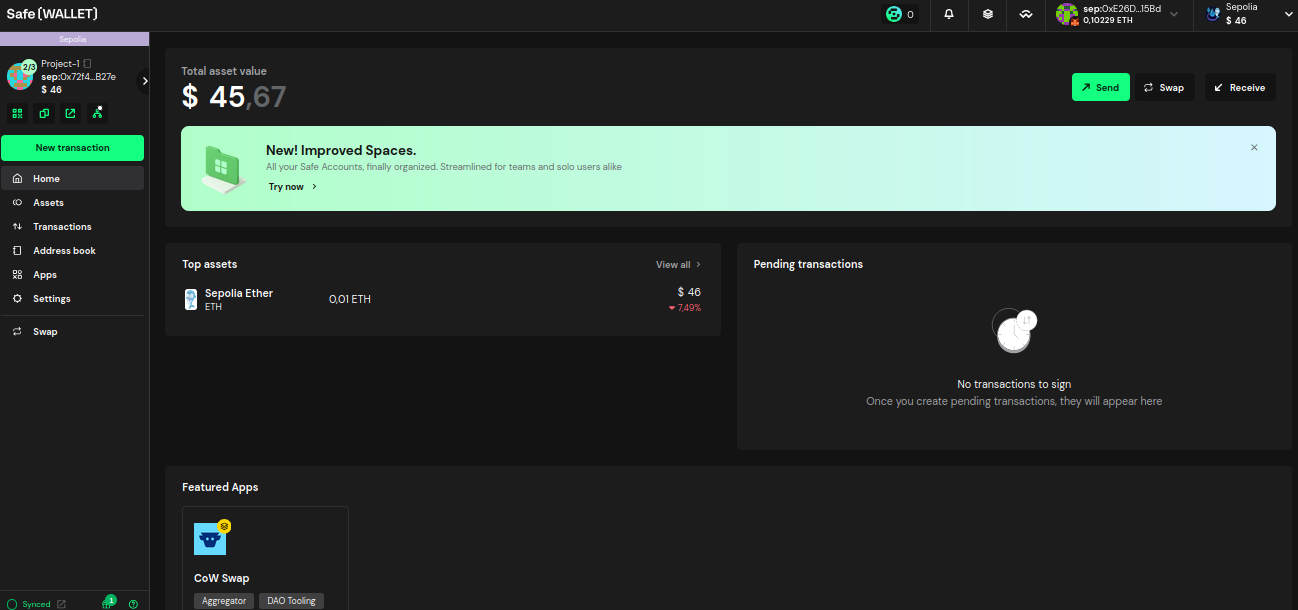 Safe{WALLET}
0
sep:0xE26D...15Bd
0,10229 ETH
Sepolia
$ 46
Sepolia
2/3
Project-1
sep:0x72f4...B27e
$ 46
New transaction
Home
Assets
Transactions
Address book
Apps
Settings
Swap
Synced
1
Total asset value
$ 45,67
Send
Swap
Receive
New! Improved Spaces.
All your Safe Accounts, finally organized. Streamlined for teams and solo users alike
Try now
Top assets
View all
Sepolia Ether
ETH
0,01 ETH
$ 46
7,49%
Pending transactions
No transactions to sign
Once you create pending transactions, they will appear here
Featured Apps
CoW Swap
Aggregator
DAO Tooling